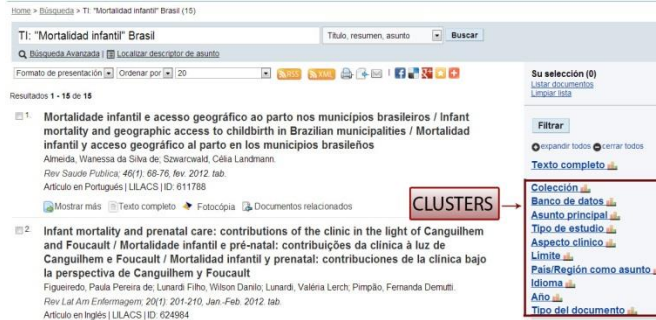 Home > Búsqueda > TI: "Mortalidad infantil" Brasil (15)
TI: "Mortalidad infantil" Brasil
Título, resumen, asunto
Buscar
Búsqueda Avanzada | Localizar descriptor de asunto
Formato de presentación Ordenar por 20 RSS XML
Resultados 1 - 15 de 15
1. Mortalidade infantil e acesso geográfico ao parto nos municípios brasileiros / Infant
mortality and geographic access to childbirth in Brazilian municipalities / Mortalidad
infantil y acceso geográfico al parto en los municipios brasileños
Almeida, Wanessa da Silva de; Szwarcwald, Célia Landmann.
Rev Saude Publica; 46(1): 68-76, fev. 2012. tab.
Artículo en Portugués | LILACS | ID: 611788
Mostrar más Texto completo Fotocópia Documentos relacionados
2. Infant mortality and prenatal care: contributions of the clinic in the light of Canguilhem
and Foucault / Mortalidade infantil e pré-natal: contribuições da clínica à luz de
Canguilhem e Foucault / Mortalidad infantil y prenatal: contribuciones de la clínica bajo
la perspectiva de Canguilhem y Foucault
Figueiredo, Paula Pereira de; Lunardi Filho, Wilson Danilo; Lunardi, Valéria Lerch; Pimpão, Fernanda Demutti.
Rev Lat Am Enfermagem; 20(1): 201-210, Jan.-Feb. 2012. tab.
Artículo en Inglés | LILACS | ID: 624984
CLUSTERS
Su selección (0)
Listar documentos
Limpiar lista
Filtrar
expandir todos cerrar todos
Texto completo
Colección
Banco de datos
Asunto principal
Tipo de estudio
Aspecto clínico
Límite
País/Región como asunto
Idioma
Año
Tipo del documento